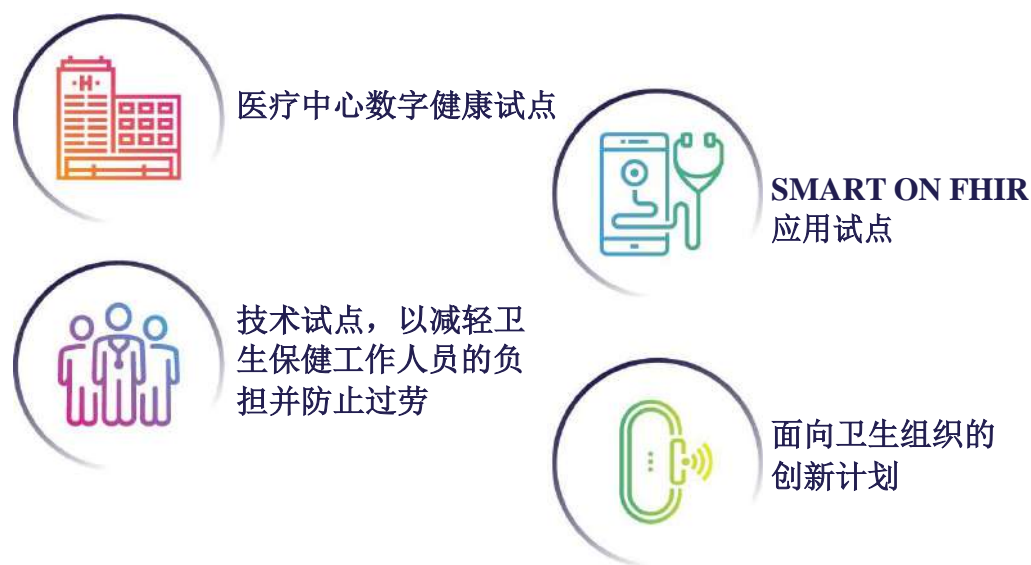 ·H·
医疗中心数字健康试点
SMART ON FHIR
应用试点
技术试点，以减轻卫
生保健工作人员的负
担并防止过劳
面向卫生组织的
创新计划